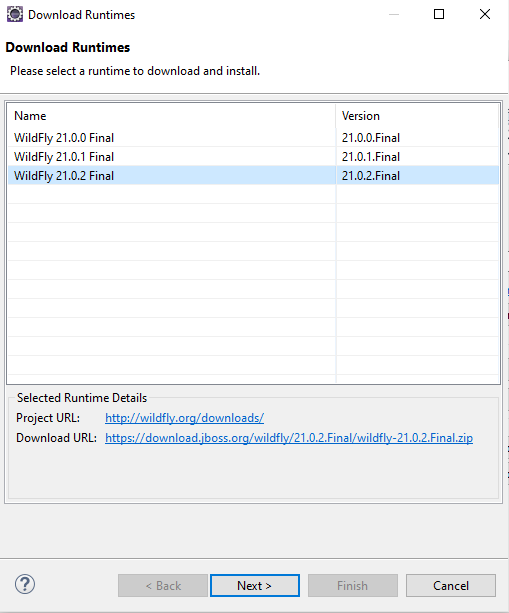 Download Runtimes
Download Runtimes
Please select a runtime to download and install.
Name Version
WildFly 21.0.0 Final 21.0.0.Final
WildFly 21.0.1 Final 21.0.1.Final
WildFly 21.0.2 Final 21.0.2.Final
Selected Runtime Details
Project URL: http://wildfly.org/downloads/
Download URL: https://download.jboss.org/wildfly/21.0.2.Final/wildfly-21.0.2.Final.zip
? < Back Next > Finish Cancel